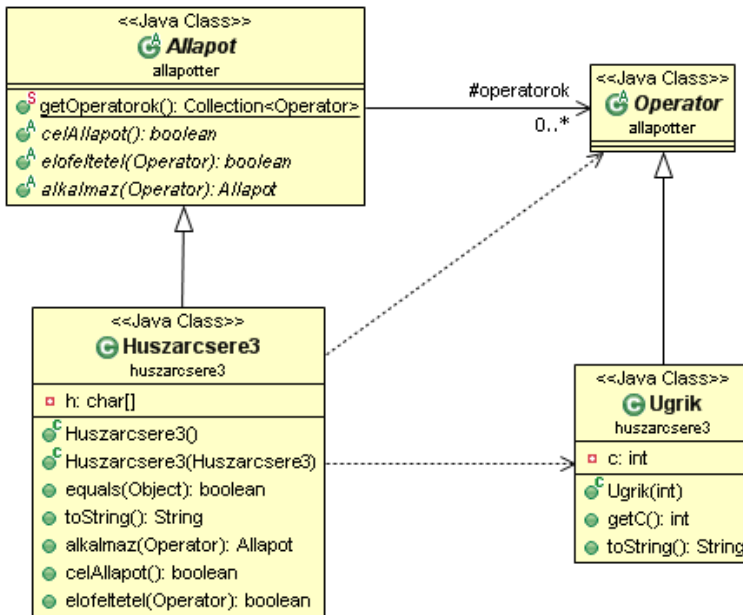 <<Java Class>>
Allapot
allapotter
getOperatorok(): Collection<Operator>
celAllapot(): boolean
elofeltetel(Operator): boolean
alkalmaz(Operator): Allapot
#operatorok
0..*
<<Java Class>>
Operator
allapotter
<<Java Class>>
Huszarcsere3
huszarcsere3
h: char[]
Huszarcsere3()
Huszarcsere3(Huszarcsere3)
equals(Object): boolean
toString(): String
alkalmaz(Operator): Allapot
celAllapot(): boolean
elofeltetel(Operator): boolean
<<Java Class>>
Ugrik
huszarcsere3
c: int
Ugrik(int)
getC(): int
toString(): String